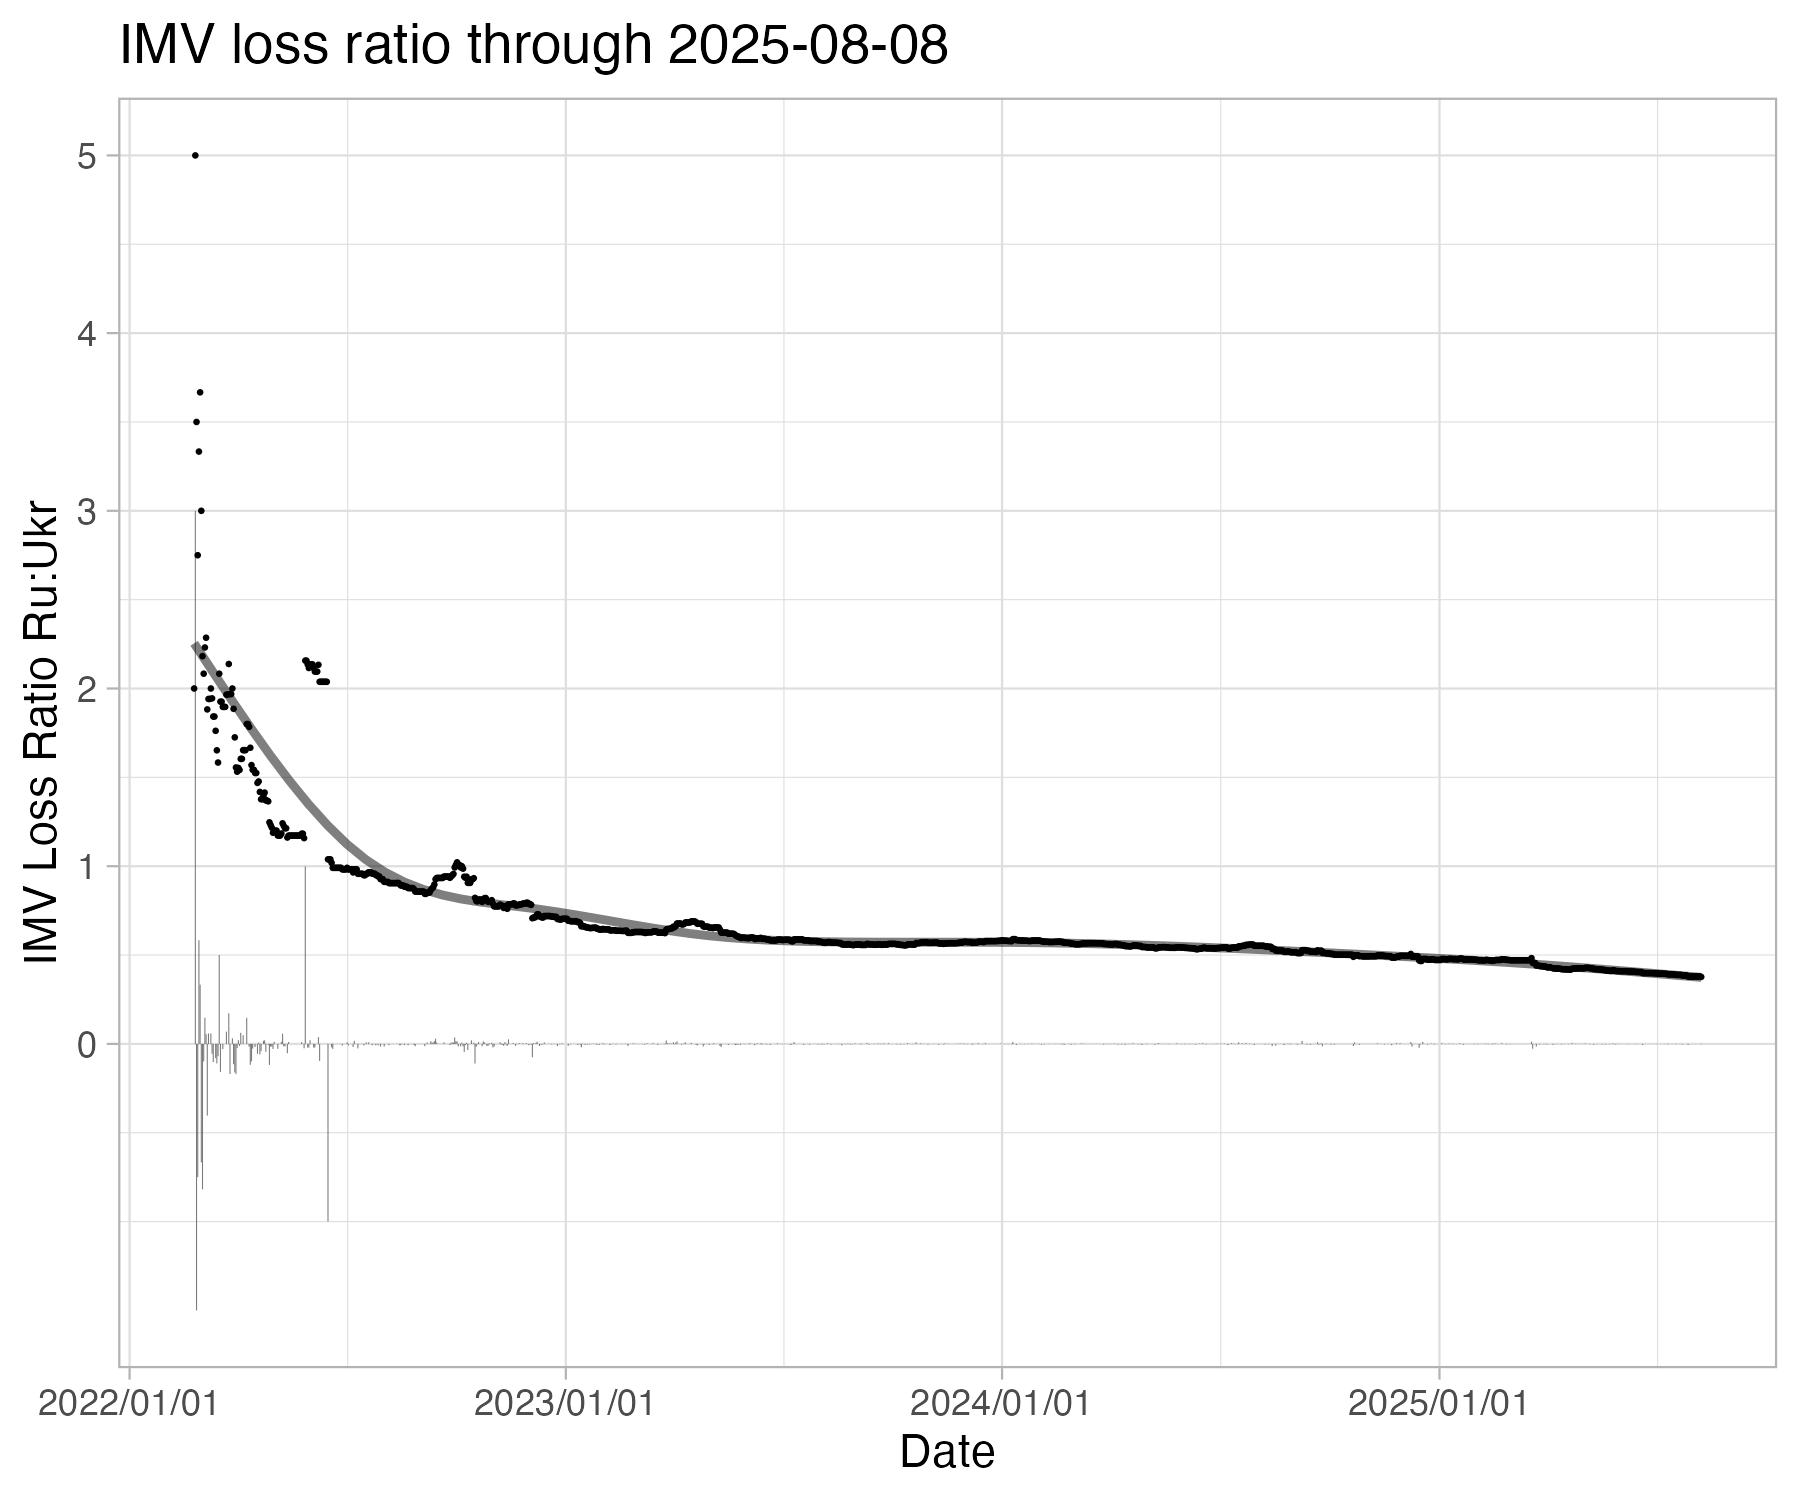 IMV loss ratio through 2025-08-08
IMV Loss Ratio Ru:Ukr
5
4
3
2
1
0
2022/01/01 2023/01/01 2024/01/01 2025/01/01
Date